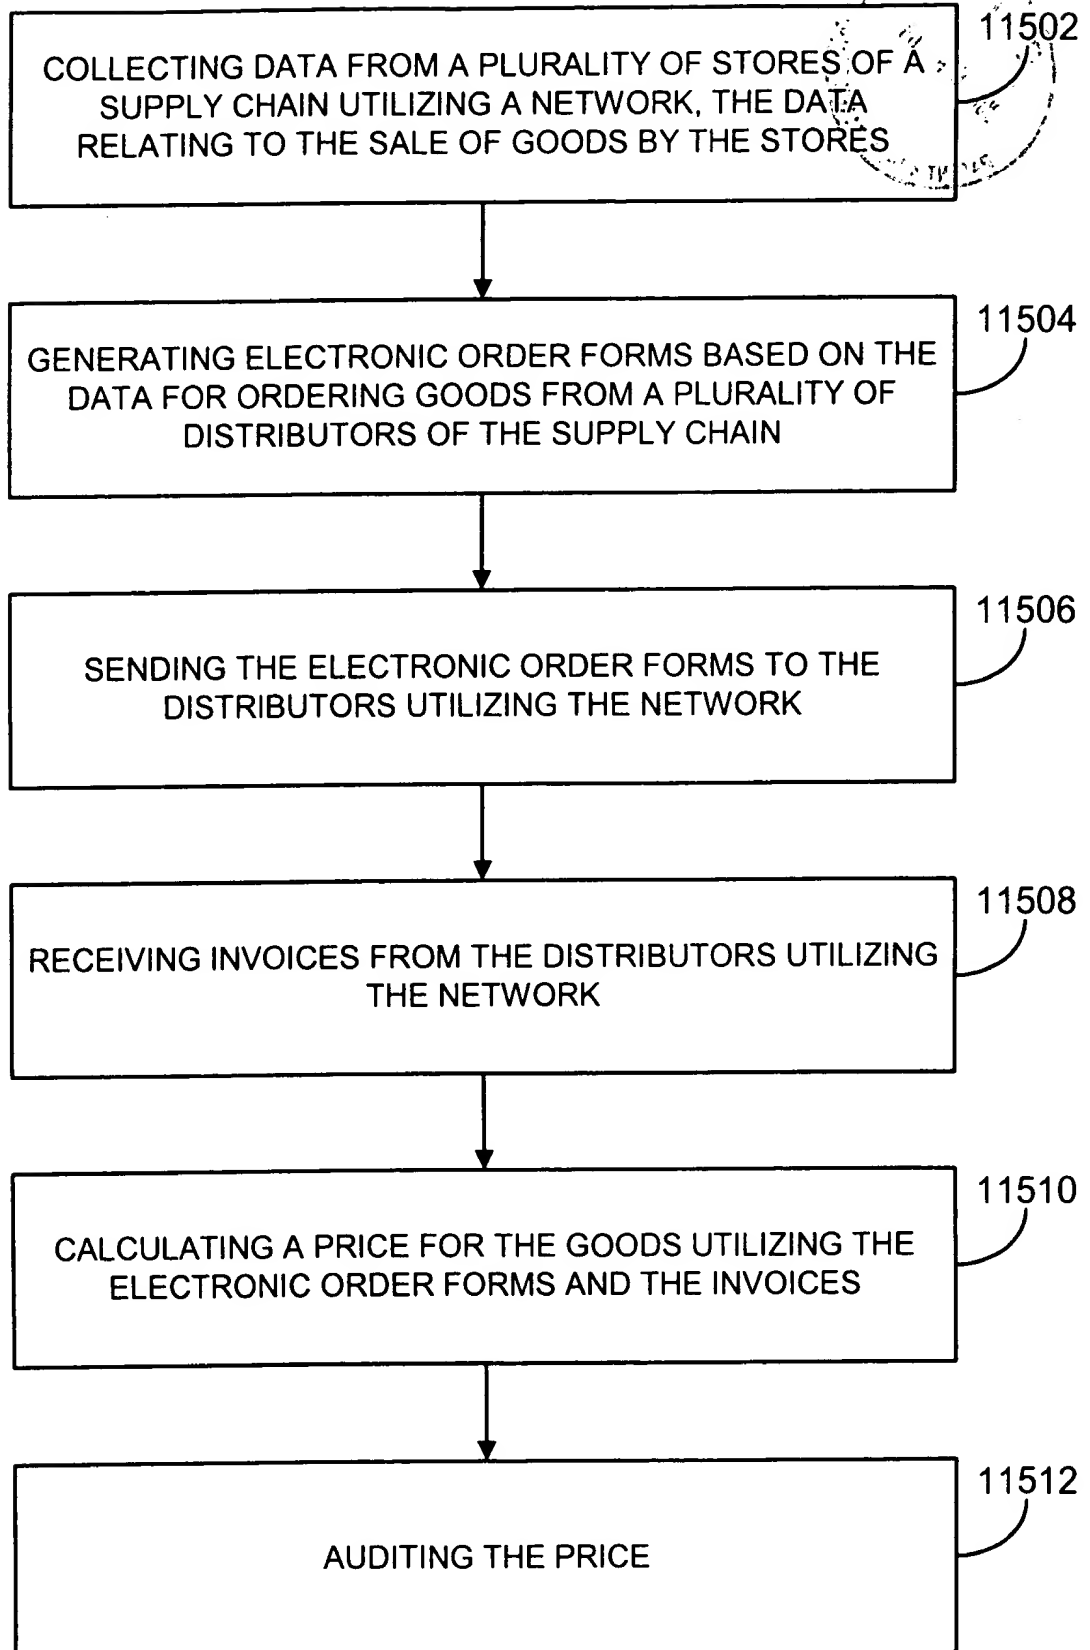 11502
COLLECTING DATA FROM A PLURALITY OF STORES OF A
SUPPLY CHAIN UTILIZING A NETWORK, THE DATA
RELATING TO THE SALE OF GOODS BY THE STORES
11504
GENERATING ELECTRONIC ORDER FORMS BASED ON THE
DATA FOR ORDERING GOODS FROM A PLURALITY OF
DISTRIBUTORS OF THE SUPPLY CHAIN
11506
SENDING THE ELECTRONIC ORDER FORMS TO THE
DISTRIBUTORS UTILIZING THE NETWORK
11508
RECEIVING INVOICES FROM THE DISTRIBUTORS UTILIZING
THE NETWORK
11510
CALCULATING A PRICE FOR THE GOODS UTILIZING THE
ELECTRONIC ORDER FORMS AND THE INVOICES
11512
AUDITING THE PRICE